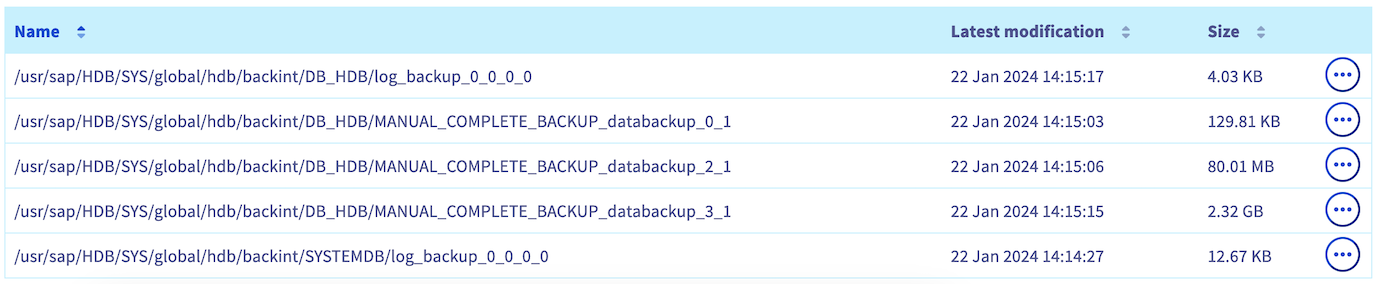 Name Latest modification Size
/usr/sap/HDB/SYS/global/hdb/backint/DB_HDB/log_backup_0_0_0_0 22 Jan 2024 14:15:17 4.03 KB
/usr/sap/HDB/SYS/global/hdb/backint/DB_HDB/MANUAL_COMPLETE_BACKUP_databackup_0_1 22 Jan 2024 14:15:03 129.81 KB
/usr/sap/HDB/SYS/global/hdb/backint/DB_HDB/MANUAL_COMPLETE_BACKUP_databackup_2_1 22 Jan 2024 14:15:06 80.01 MB
/usr/sap/HDB/SYS/global/hdb/backint/DB_HDB/MANUAL_COMPLETE_BACKUP_databackup_3_1 22 Jan 2024 14:15:15 2.32 GB
/usr/sap/HDB/SYS/global/hdb/backint/SYSTEMDB/log_backup_0_0_0_0 22 Jan 2024 14:14:27 12.67 KB